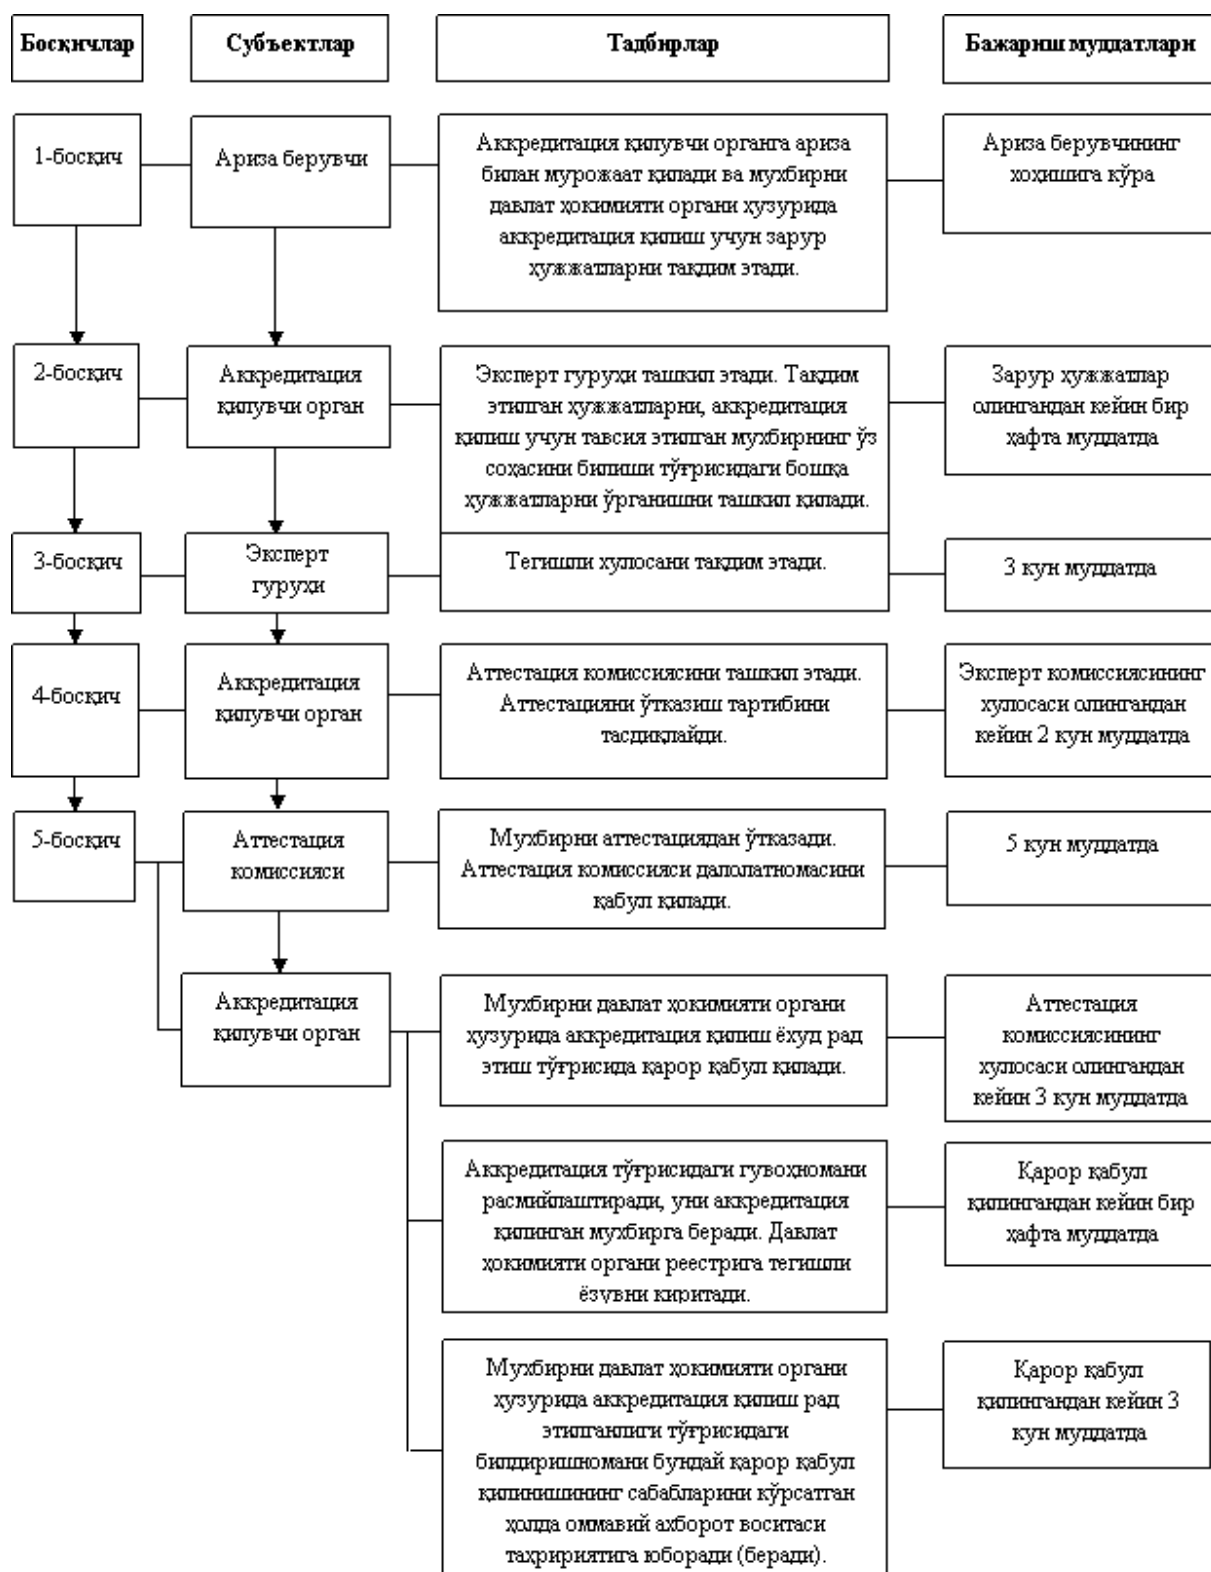 Босқичлар
Субъектлар
Тадбирлар
Бажариш муддатлари
1-босқич
Ариза берувчи
Аккредитация қилувчи органга ариза
билан мурожаат қилади ва мухбирни
давлат ҳокимияти органи ҳузурида
аккредитация қилиш учун зарур
ҳужжатларни тақдим этади.
Ариза берувчининг
хоҳишига кўра
2-босқич
Аккредитация
қилувчи орган
Эксперт гуруҳи ташкил этади. Тақдим
этилган ҳужжатларни, аккредитация
қилиш учун тавсия этилган мухбирнинг ўз
соҳасини билиши тўғрисидаги бошқа
ҳужжатларни ўрганишни ташкил қилади.
Зарур ҳужжатлар
олингандан кейин бир
ҳафта муддатда
3-босқич
Эксперт
гуруҳи
Тегишли хулосани тақдим этади.
3 кун муддатда
4-босқич
Аккредитация
қилувчи орган
Аттестация комиссиясини ташкил этади.
Аттестацияни ўтказиш тартибини
тасдиқлайди.
Эксперт комиссиясининг
хулосаси олингандан
кейин 2 кун муддатда
5-босқич
Аттестация
комиссияси
Мухбирни аттестациядан ўтказади.
Аттестация комиссияси далолатномасини
қабул қилади.
5 кун муддатда
Аккредитация
қилувчи орган
Мухбирни давлат ҳокимияти органи
ҳузурида аккредитация қилиш ёхуд рад
этиш тўғрисида қарор қабул қилади.
Аттестация
комиссиясининг
хулосаси олингандан
кейин 3 кун муддатда
Аккредитация тўғрисидаги гувоҳномани
расмийлаштиради, уни аккредитация
қилинган мухбирга беради. Давлат
ҳокимияти органи реестрига тегишли
ёзувни киритади.
Қарор қабул
қилингандан кейин бир
ҳафта муддатда
Мухбирни давлат ҳокимияти органи
ҳузурида аккредитация қилиш рад
этилганлиги тўғрисидаги
билдиришномани бундай қарор қабул
қилинишининг сабабларини кўрсатган
ҳолда оммавий ахборот воситаси
таҳририятига юборади (беради).
Қарор қабул
қилингандан кейин 3
кун муддатда